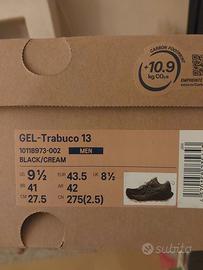 CARBON FOOTPRINT
+10.9
kg CO₂e
GEL-Trabuco 13
1011B973-002 MEN
BLACK/CREAM
US 9½ EUR 43.5 UK 8½
BR 41 AR 42
CM 27.5 CN 275(2.5)
subito